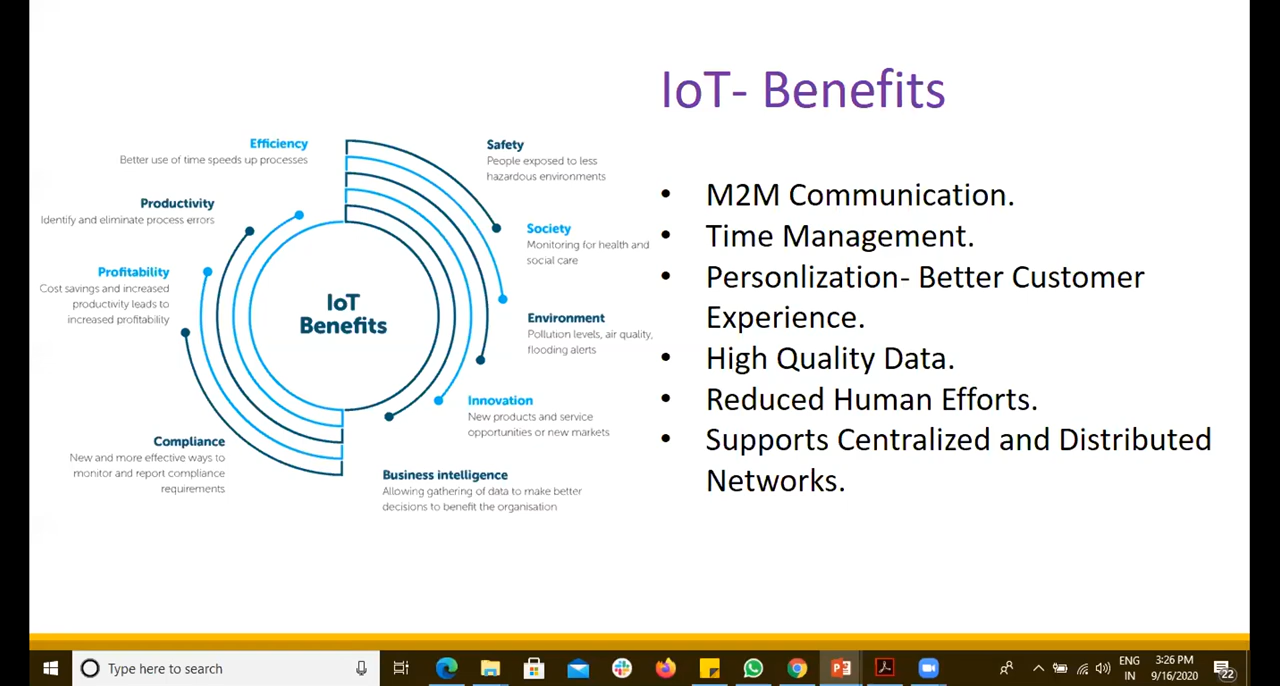 IoT- Benefits
Efficiency
Better use of time speeds up processes
Productivity
Identify and eliminate process errors
Profitability
Cost savings and increased
productivity leads to
increased profitability
Compliance
New and more effective ways to
monitor and report compliance
requirements
IoT
Benefits
Safety
People exposed to less
hazardous environments
Society
Monitoring for health and
social care
Environment
Pollution levels, air quality,
flooding alerts
Innovation
New products and service
opportunities or new markets
Business intelligence
Allowing gathering of data to make better
decisions to benefit the organisation
• M2M Communication.
• Time Management.
• Personlization- Better Customer
Experience.
• High Quality Data.
• Reduced Human Efforts.
• Supports Centralized and Distributed
Networks.
Type here to search
ENG
IN
3:26 PM
9/16/2020
22